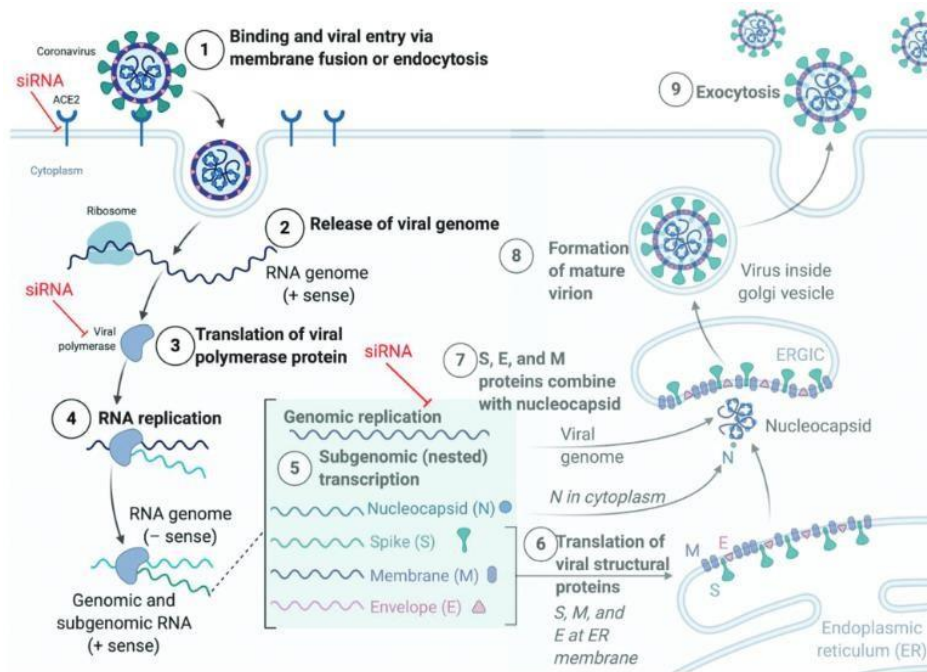 Coronavirus
siRNA
ACE2
1
Binding and viral entry via
membrane fusion or endocytosis
Cytoplasm
Ribosome
2
Release of viral genome
RNA genome
(+ sense)
siRNA
Viral
polymerase
3
Translation of viral
polymerase protein
4
RNA replication
RNA genome
(− sense)
Genomic and
subgenomic RNA
(+ sense)
siRNA
Genomic replication
5
Subgenomic (nested)
transcription
Nucleocapsid (N)
Spike (S)
Membrane (M)
Envelope (E)
6
Translation of
viral structural
proteins
S, M, and
E at ER
membrane
7
S, E, and M
proteins combine
with nucleocapsid
Viral
genome
N in cytoplasm
N
Nucleocapsid
ERGIC
M
E
S
Endoplasmic
reticulum (ER)
8
Formation
of mature
virion
Virus inside
golgi vesicle
9
Exocytosis